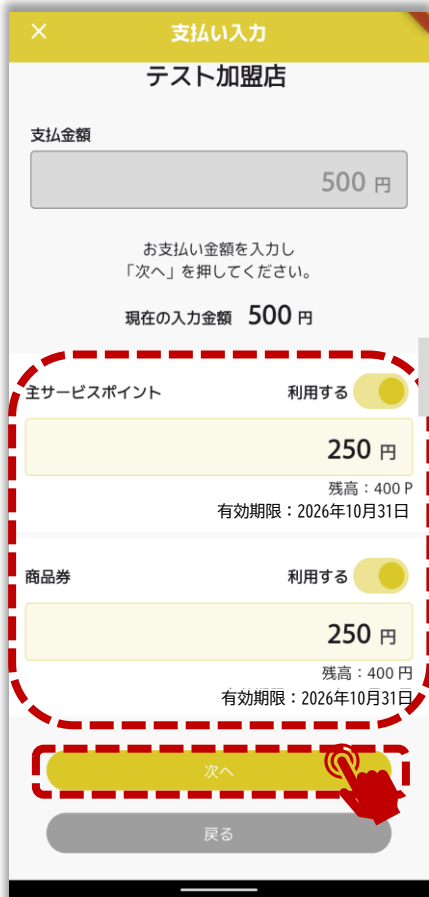 × 支払い入力
テスト加盟店
支払金額
500 円
お支払い金額を入力し
「次へ」を押してください。
現在の入力金額 500 円
主サービスポイント 利用する
250 円
残高：400 P
有効期限：2026年10月31日
商品券 利用する
250 円
残高：400 円
有効期限：2026年10月31日
次へ
戻る